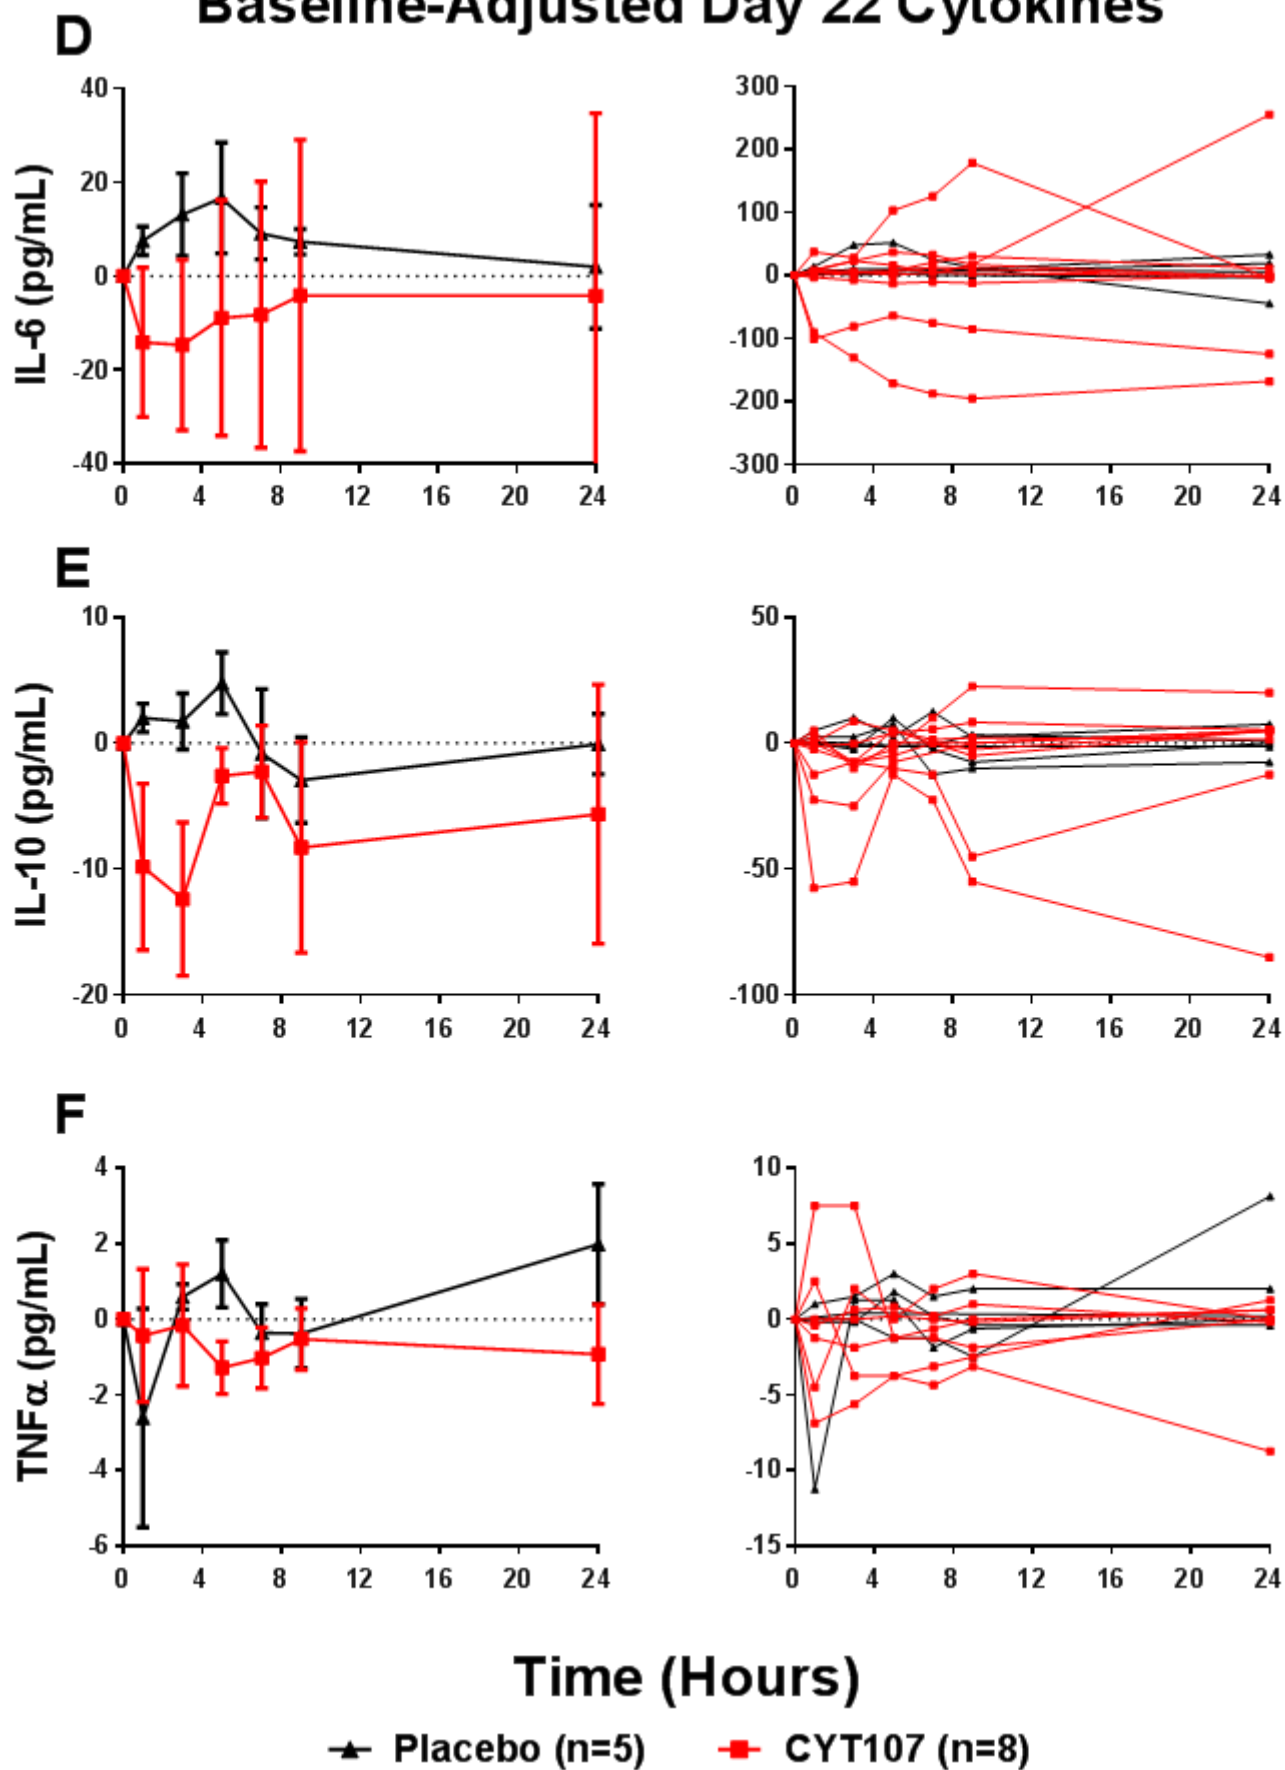 Baseline-Adjusted Day 22 Cytokines
D
IL-6 (pg/mL)
40
20
0
-20
-40
0 4 8 12 16 20 24
300
200
100
0
-100
-200
-300
0 4 8 12 16 20 24
E
IL-10 (pg/mL)
10
0
-10
-20
0 4 8 12 16 20 24
50
0
-50
-100
0 4 8 12 16 20 24
F
TNFα (pg/mL)
4
2
0
-2
-4
-6
0 4 8 12 16 20 24
10
5
0
-5
-10
-15
0 4 8 12 16 20 24
Time (Hours)
Placebo (n=5) CYT107 (n=8)